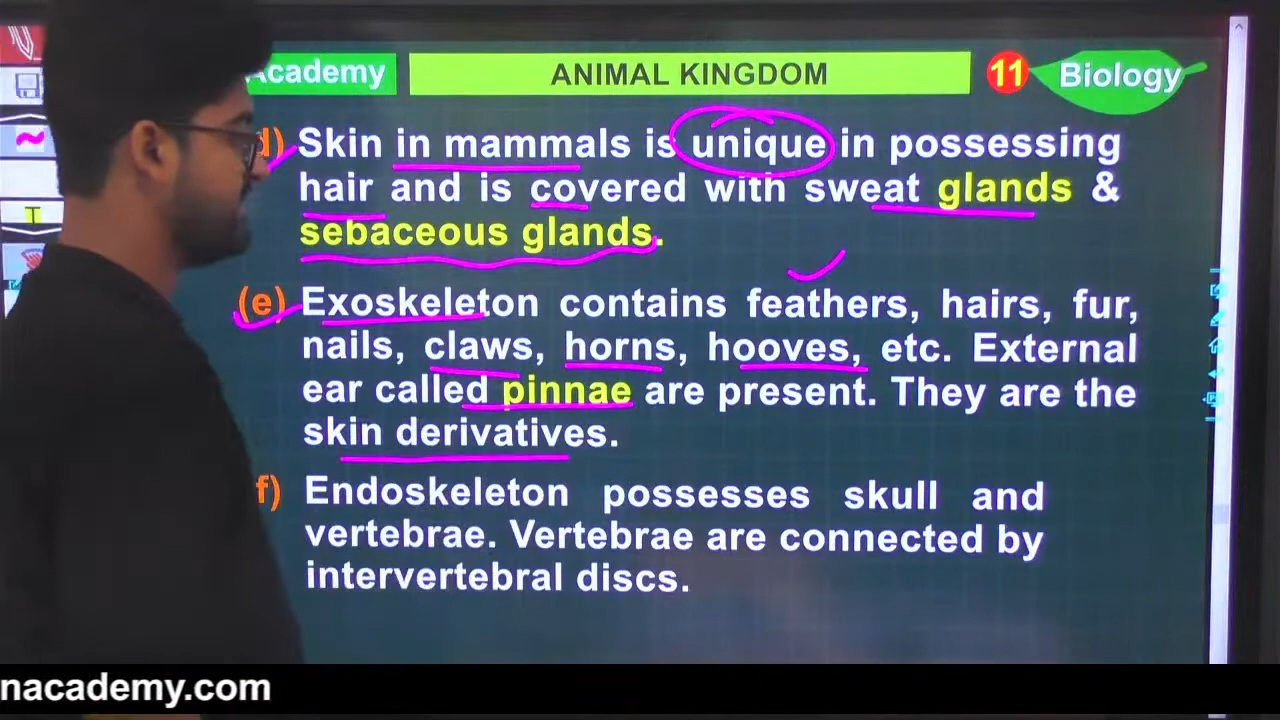 Academy
ANIMAL KINGDOM
11 Biology
d) Skin in mammals is unique in possessing
hair and is covered with sweat glands &
sebaceous glands.
(e) Exoskeleton contains feathers, hairs, fur,
nails, claws, horns, hooves, etc. External
ear called pinnae are present. They are the
skin derivatives.
f) Endoskeleton possesses skull and
vertebrae. Vertebrae are connected by
intervertebral discs.
T
nacademy.com